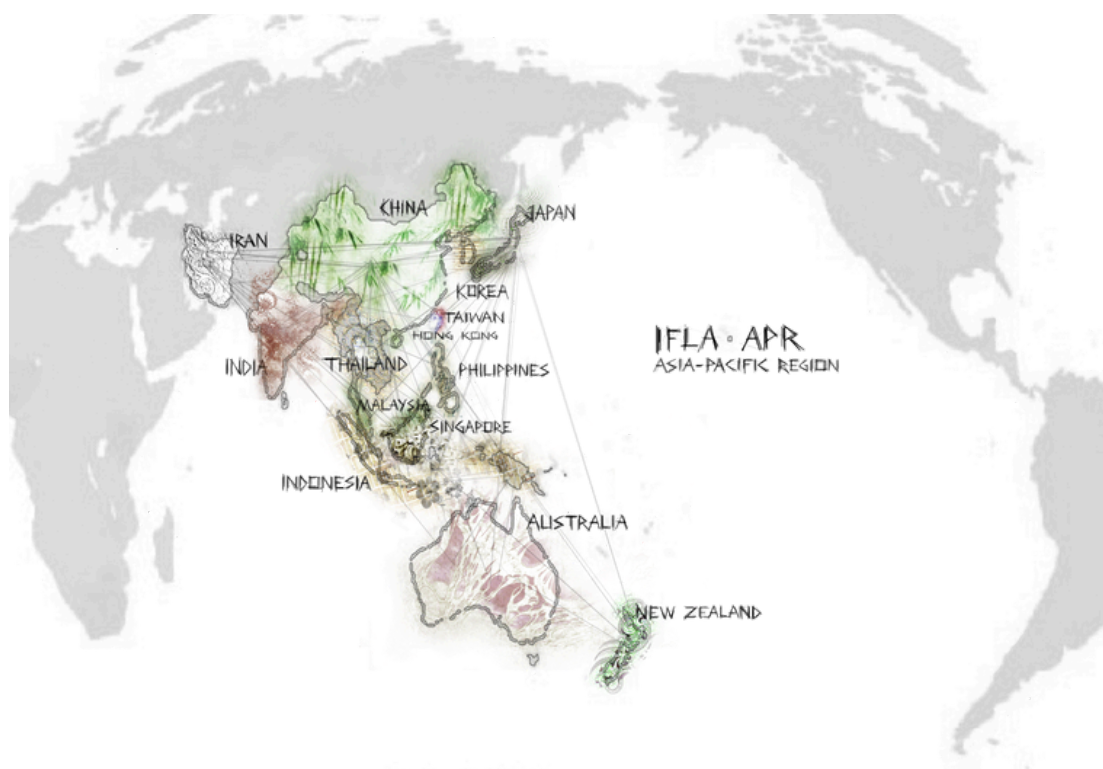 CHINA
JAPAN
IRAN
KOREA
TAIWAN
HONG KONG
IFLA · APR
ASIA-PACIFIC REGION
INDIA
THAILAND
PHILIPPINES
MALAYSIA
SINGAPORE
INDONESIA
AUSTRALIA
NEW ZEALAND